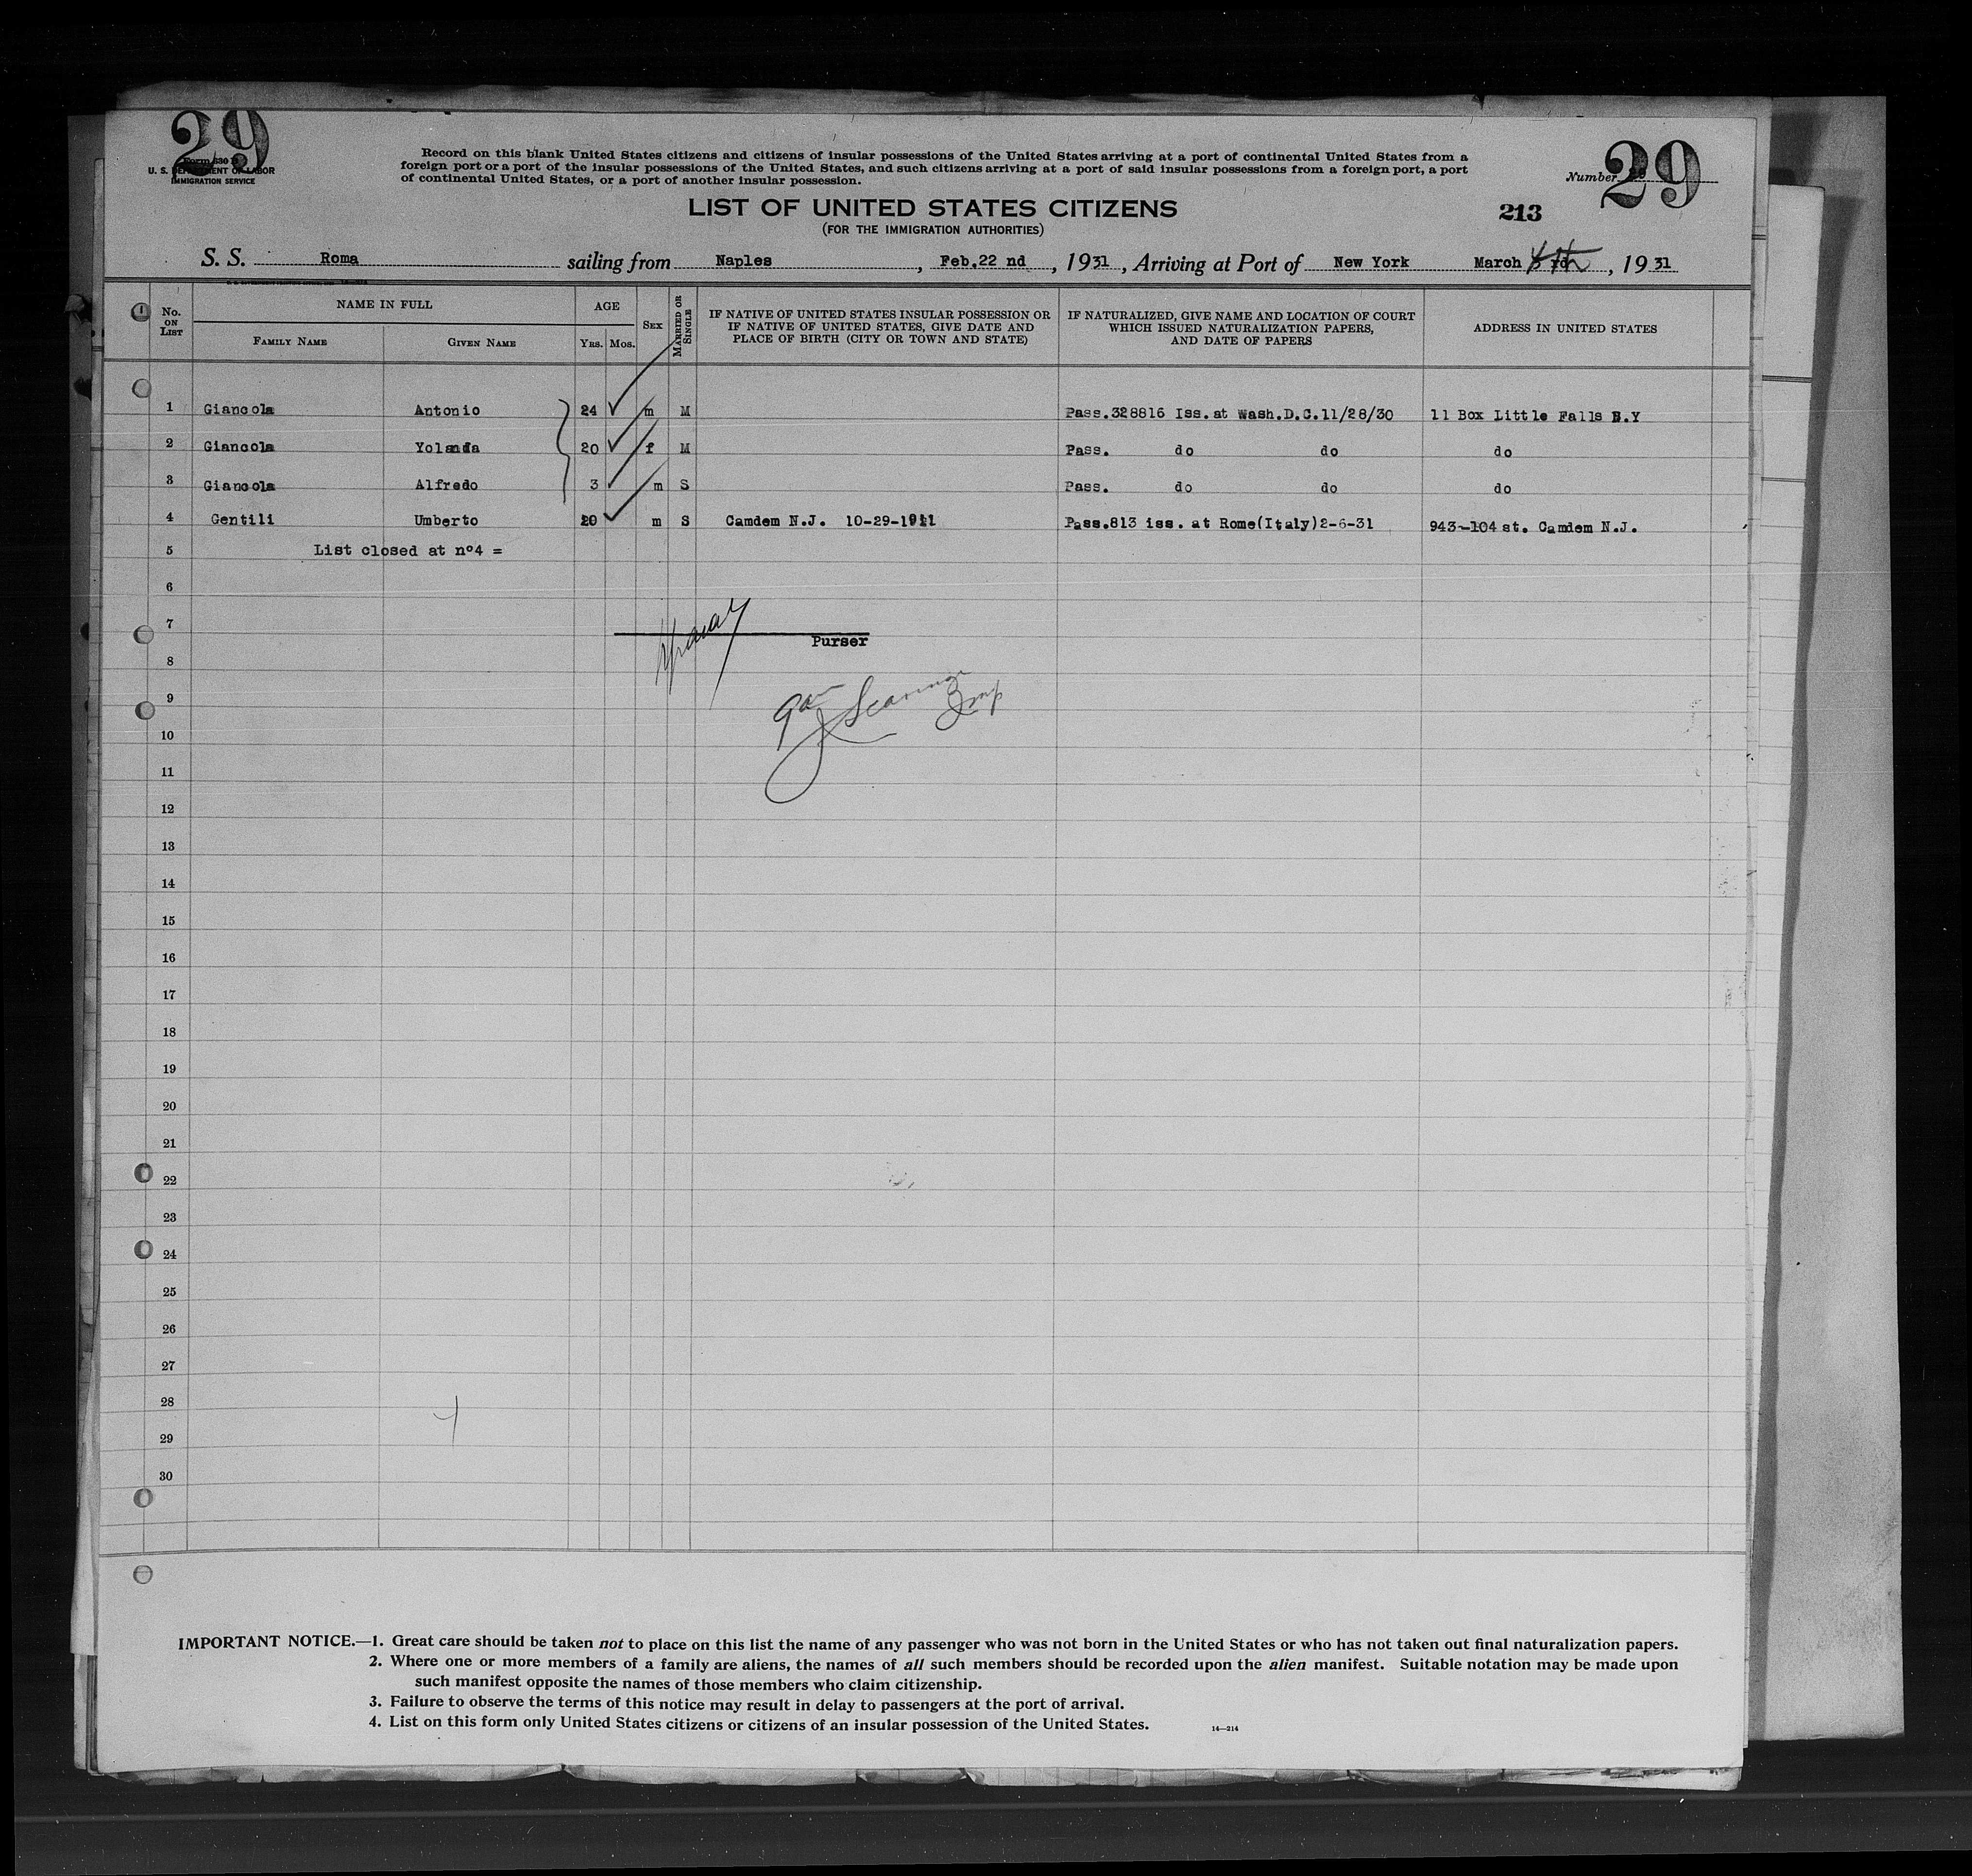 29
Form 630 B
U. S. DEPARTMENT OF LABOR
IMMIGRATION SERVICE
Record on this blank United States citizens and citizens of insular possessions of the United States arriving at a port of continental United States from a
foreign port or a port of the insular possessions of the United States, and such citizens arriving at a port of said insular possessions from a foreign port, a port
of continental United States, or a port of another insular possession.
Number 29
LIST OF UNITED STATES CITIZENS
213
(FOR THE IMMIGRATION AUTHORITIES)
S. S. Roma sailing from Naples, Feb.22 nd, 1931, Arriving at Port of New York March 4th, 1931
No. ON LIST NAME IN FULL FAMILY NAME GIVEN NAME AGE YRS. MOS. SEX MARRIED OR SINGLE IF NATIVE OF UNITED STATES INSULAR POSSESSION OR IF NATIVE OF UNITED STATES, GIVE DATE AND PLACE OF BIRTH (CITY OR TOWN AND STATE) IF NATURALIZED, GIVE NAME AND LOCATION OF COURT WHICH ISSUED NATURALIZATION PAPERS, AND DATE OF PAPERS ADDRESS IN UNITED STATES
1 Giancola Antonio 24 m M Pass.328816 Iss.at Wash.D.C.11/28/30 11 Box Little Falls N.Y
2 Giancola Yolanda 20 f M Pass. do do do
3 Giancola Alfredo 3 m S Pass. do do do
4 Gentili Umberto 20 m S Camdem N.J. 10-29-1911 Pass.813 iss. at Rome(Italy)2-6-31 943-104 st. Camdem N.J.
5 List closed at nº4 =
6
7
Purser
8
9
10
11
12
13
14
15
16
17
18
19
20
21
22
23
24
25
26
27
28
29
30
IMPORTANT NOTICE.—1. Great care should be taken not to place on this list the name of any passenger who was not born in the United States or who has not taken out final naturalization papers.
2. Where one or more members of a family are aliens, the names of all such members should be recorded upon the alien manifest. Suitable notation may be made upon
such manifest opposite the names of those members who claim citizenship.
3. Failure to observe the terms of this notice may result in delay to passengers at the port of arrival.
4. List on this form only United States citizens or citizens of an insular possession of the United States. 14—214